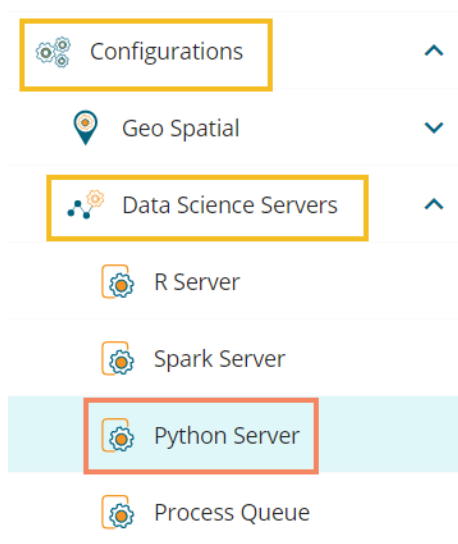 Configurations
Geo Spatial
Data Science Servers
R Server
Spark Server
Python Server
Process Queue